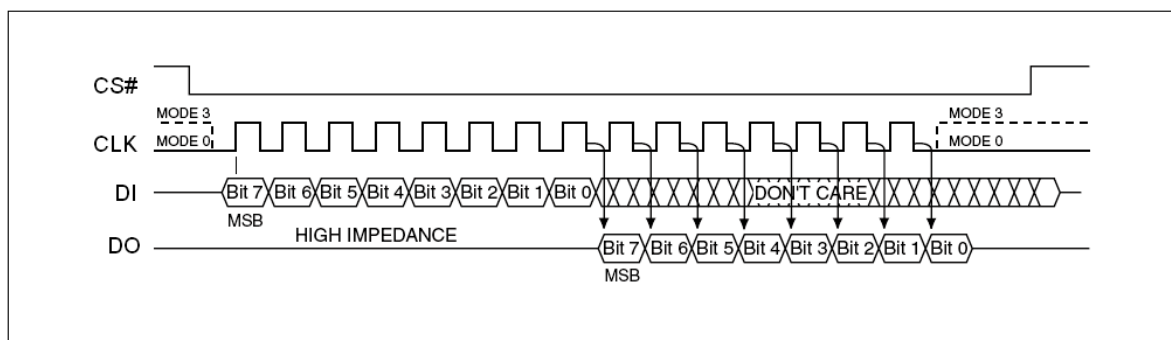 CS#
MODE 3 MODE 3
CLK MODE 0 MODE 0
DI Bit 7 Bit 6 Bit 5 Bit 4 Bit 3 Bit 2 Bit 1 Bit 0 DON'T CARE
MSB
HIGH IMPEDANCE
DO Bit 7 Bit 6 Bit 5 Bit 4 Bit 3 Bit 2 Bit 1 Bit 0
MSB